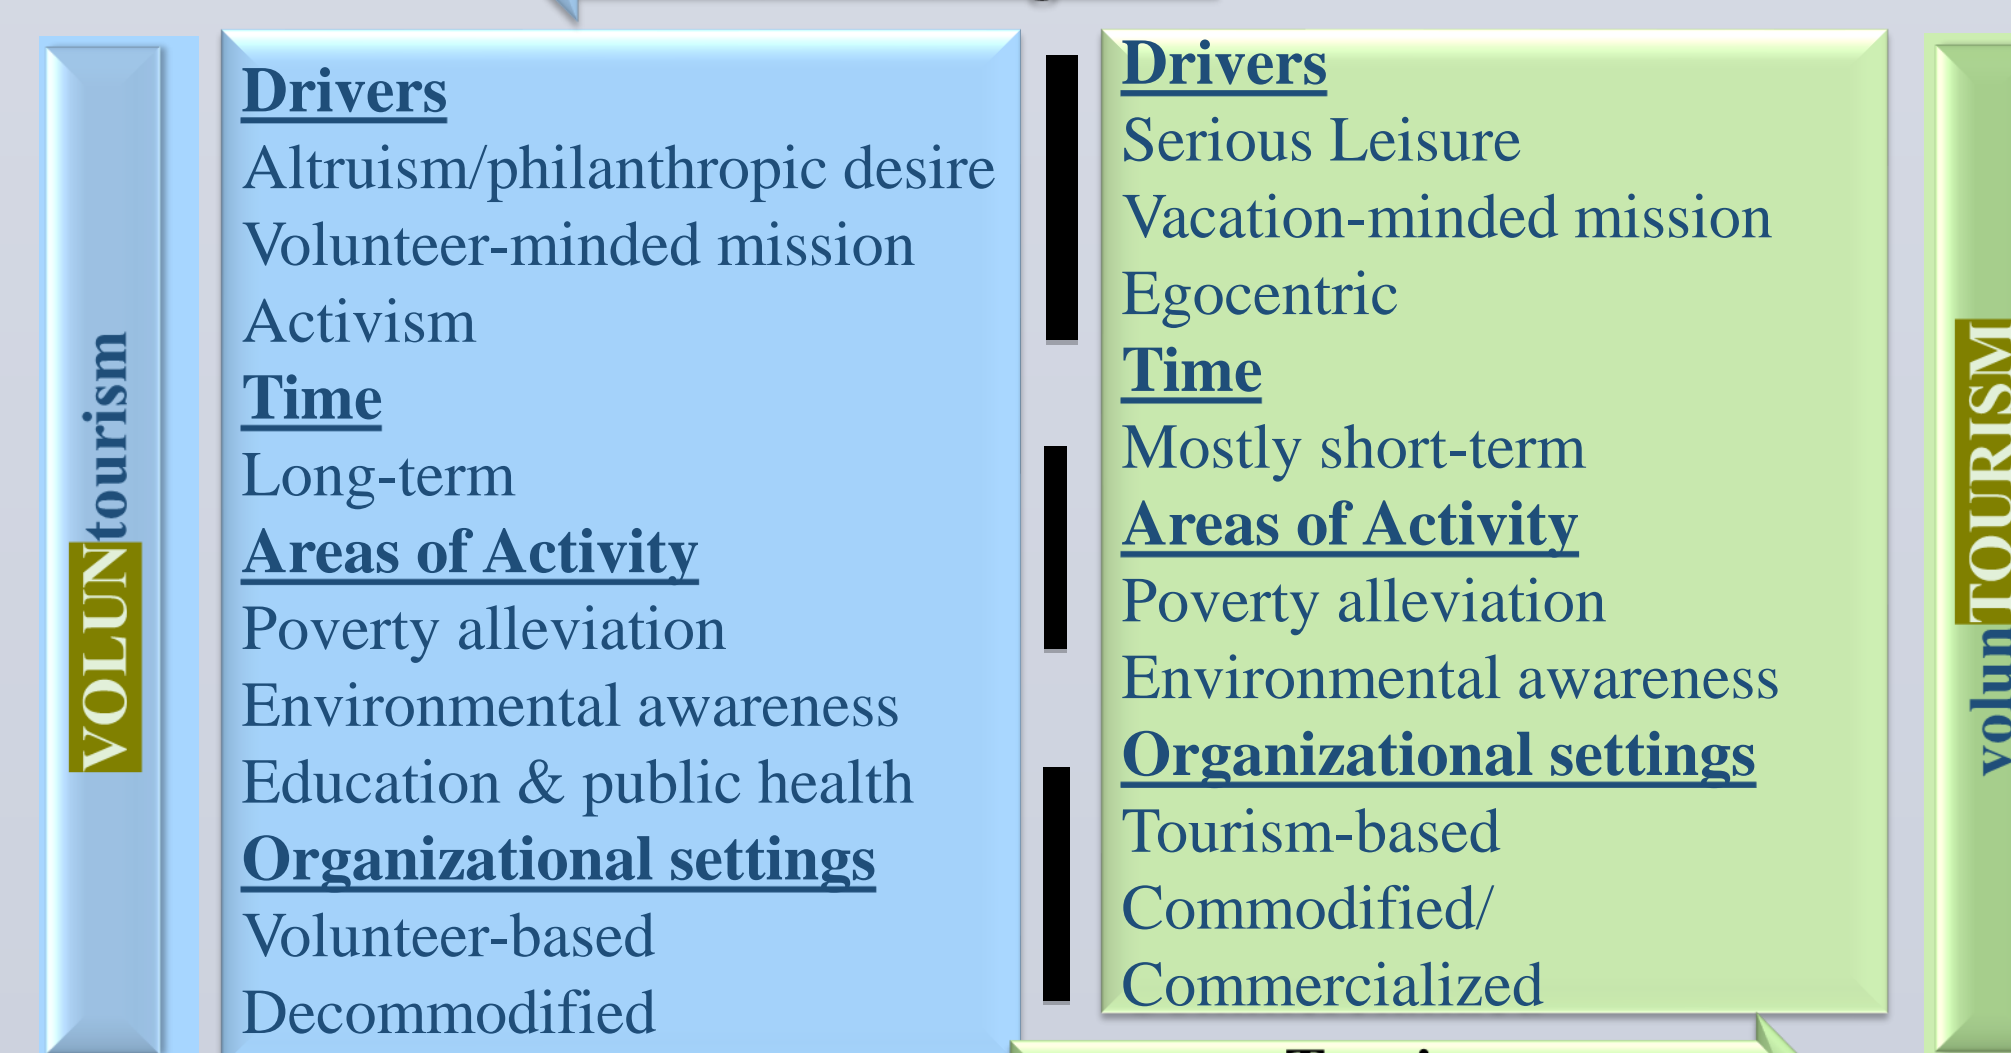 VOLUNtourism
Drivers
Altruism/philanthropic desire
Volunteer-minded mission
Activism
Time
Long-term
Areas of Activity
Poverty alleviation
Environmental awareness
Education & public health
Organizational settings
Volunteer-based
Decommodified
Drivers
Serious Leisure
Vacation-minded mission
Egocentric
Time
Mostly short-term
Areas of Activity
Poverty alleviation
Environmental awareness
Organizational settings
Tourism-based
Commodified/
Commercialized
volunTOURISM